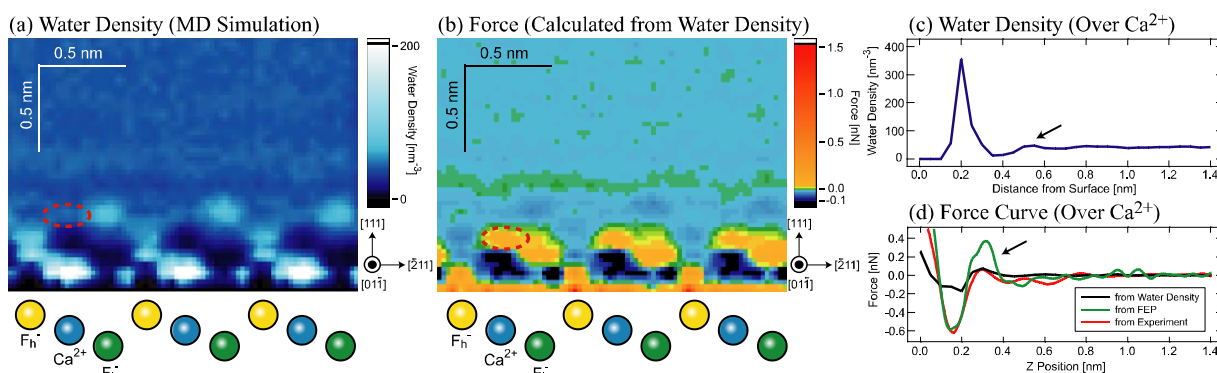 (a) Water Density (MD Simulation)
0.5 nm
0.5 nm
200
0
Water Density [nm-3]
[111]
[2̄11]
[011̄]
Fh-
Ca2+
(b) Force (Calculated from Water Density)
0.5 nm
0.5 nm
1.5
1.0
0.5
0.0
-0.1
Force [nN]
[111]
[2̄11]
[011̄]
Fh-
Ca2+
(c) Water Density (Over Ca2+)
400
300
200
100
0
Water Density [nm-3]
0.0 0.2 0.4 0.6 0.8 1.0 1.2 1.4
Distance from Surface [nm]
(d) Force Curve (Over Ca2+)
0.4
0.2
0.0
-0.2
-0.4
-0.6
Force [nN]
from Water Density
from FEP
from Experiment
0.0 0.2 0.4 0.6 0.8 1.0 1.2 1.4
Z Position [nm]